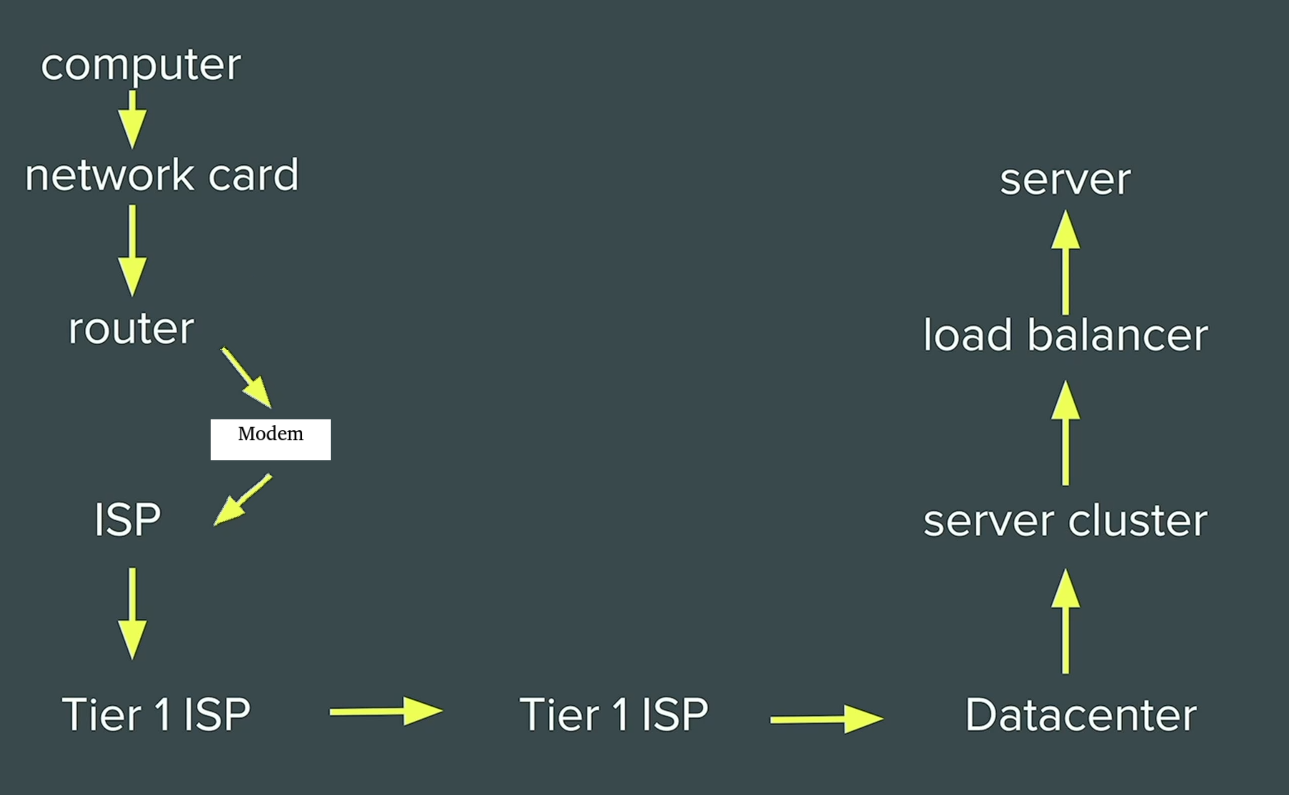 computer
network card
router
Modem
ISP
Tier 1 ISP
Tier 1 ISP
Datacenter
server cluster
load balancer
server